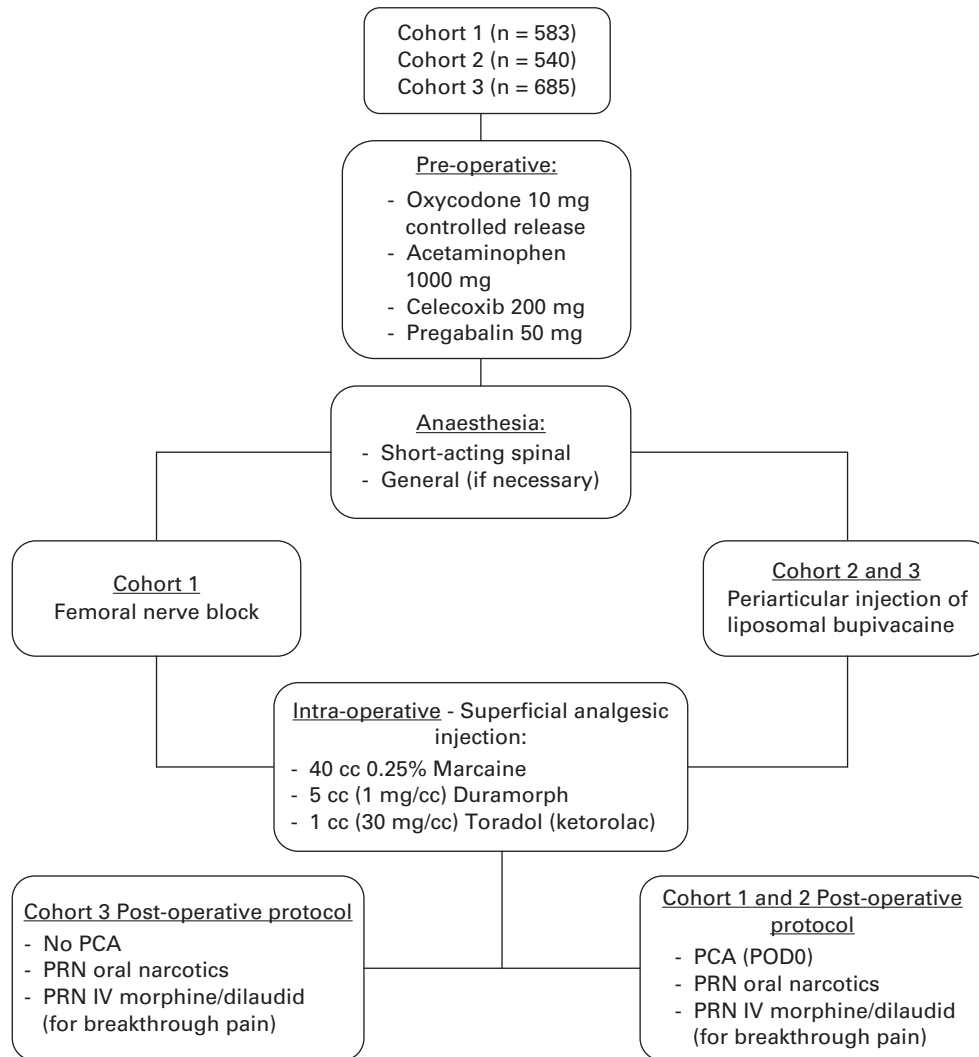 Cohort 1 (n = 583)
Cohort 2 (n = 540)
Cohort 3 (n = 685)
Pre-operative:
- Oxycodone 10 mg
controlled release
- Acetaminophen
1000 mg
- Celecoxib 200 mg
- Pregabalin 50 mg
Anaesthesia:
- Short-acting spinal
- General (if necessary)
Cohort 1
Femoral nerve block
Cohort 2 and 3
Periarticular injection of
liposomal bupivacaine
Intra-operative - Superficial analgesic
injection:
- 40 cc 0.25% Marcaine
- 5 cc (1 mg/cc) Duramorph
- 1 cc (30 mg/cc) Toradol (ketorolac)
Cohort 3 Post-operative protocol
- No PCA
- PRN oral narcotics
- PRN IV morphine/dilaudid
(for breakthrough pain)
Cohort 1 and 2 Post-operative
protocol
- PCA (POD0)
- PRN oral narcotics
- PRN IV morphine/dilaudid
(for breakthrough pain)